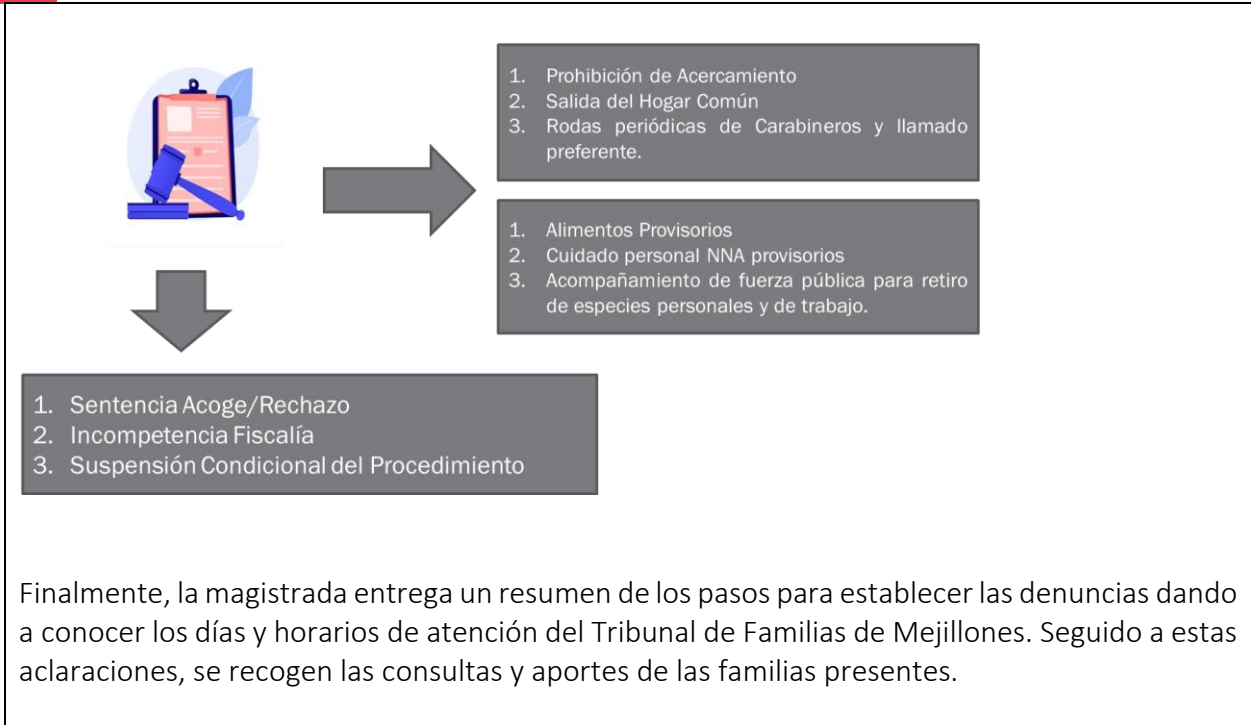 1. Prohibición de Acercamiento
2. Salida del Hogar Común
3. Rodas periódicas de Carabineros y llamado
preferente.
1. Alimentos Provisorios
2. Cuidado personal NNA provisorios
3. Acompañamiento de fuerza pública para retiro
de especies personales y de trabajo.
1. Sentencia Acoge/Rechazo
2. Incompetencia Fiscalía
3. Suspensión Condicional del Procedimiento
Finalmente, la magistrada entrega un resumen de los pasos para establecer las denuncias dando
a conocer los días y horarios de atención del Tribunal de Familias de Mejillones. Seguido a estas
aclaraciones, se recogen las consultas y aportes de las familias presentes.